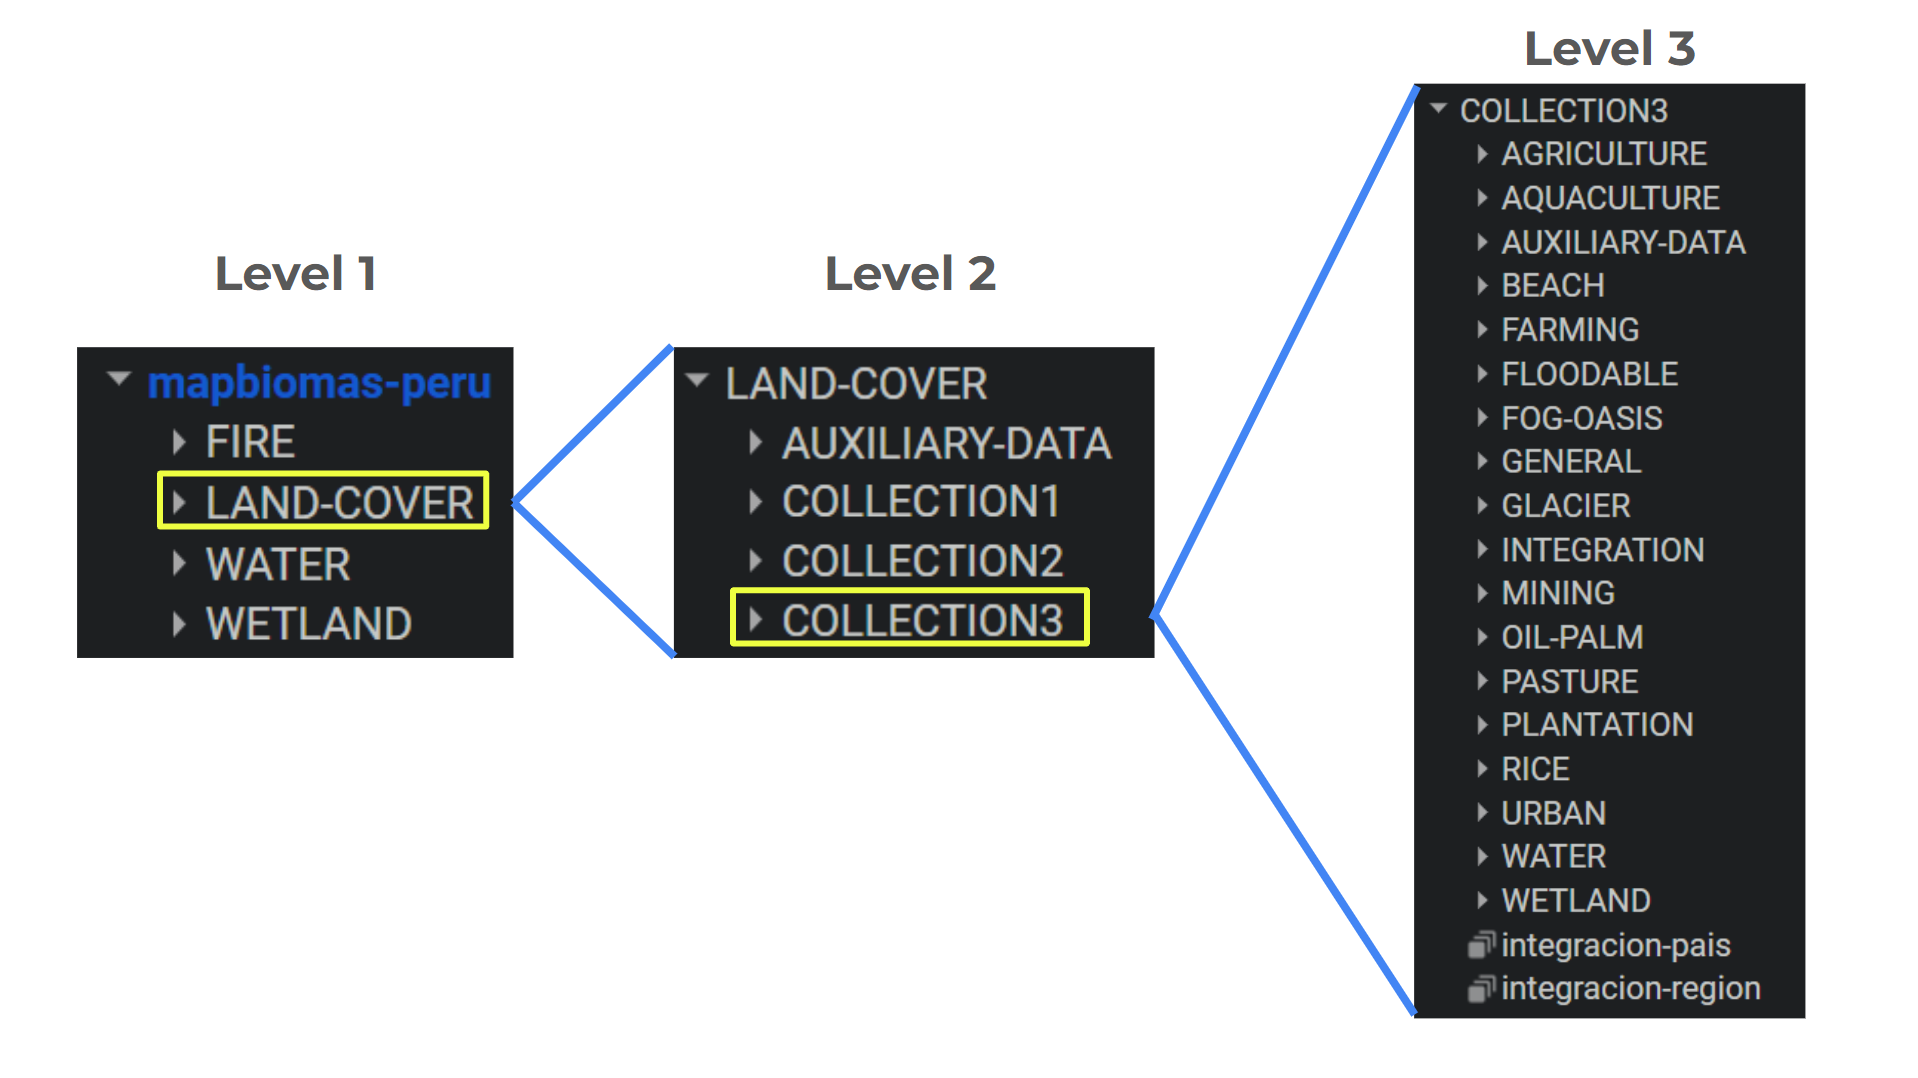 Level 1
mapbiomas-peru
FIRE
LAND-COVER
WATER
WETLAND
Level 2
LAND-COVER
AUXILIARY-DATA
COLLECTION1
COLLECTION2
COLLECTION3
Level 3
COLLECTION3
AGRICULTURE
AQUACULTURE
AUXILIARY-DATA
BEACH
FARMING
FLOODABLE
FOG-OASIS
GENERAL
GLACIER
INTEGRATION
MINING
OIL-PALM
PASTURE
PLANTATION
RICE
URBAN
WATER
WETLAND
integracion-pais
integracion-region